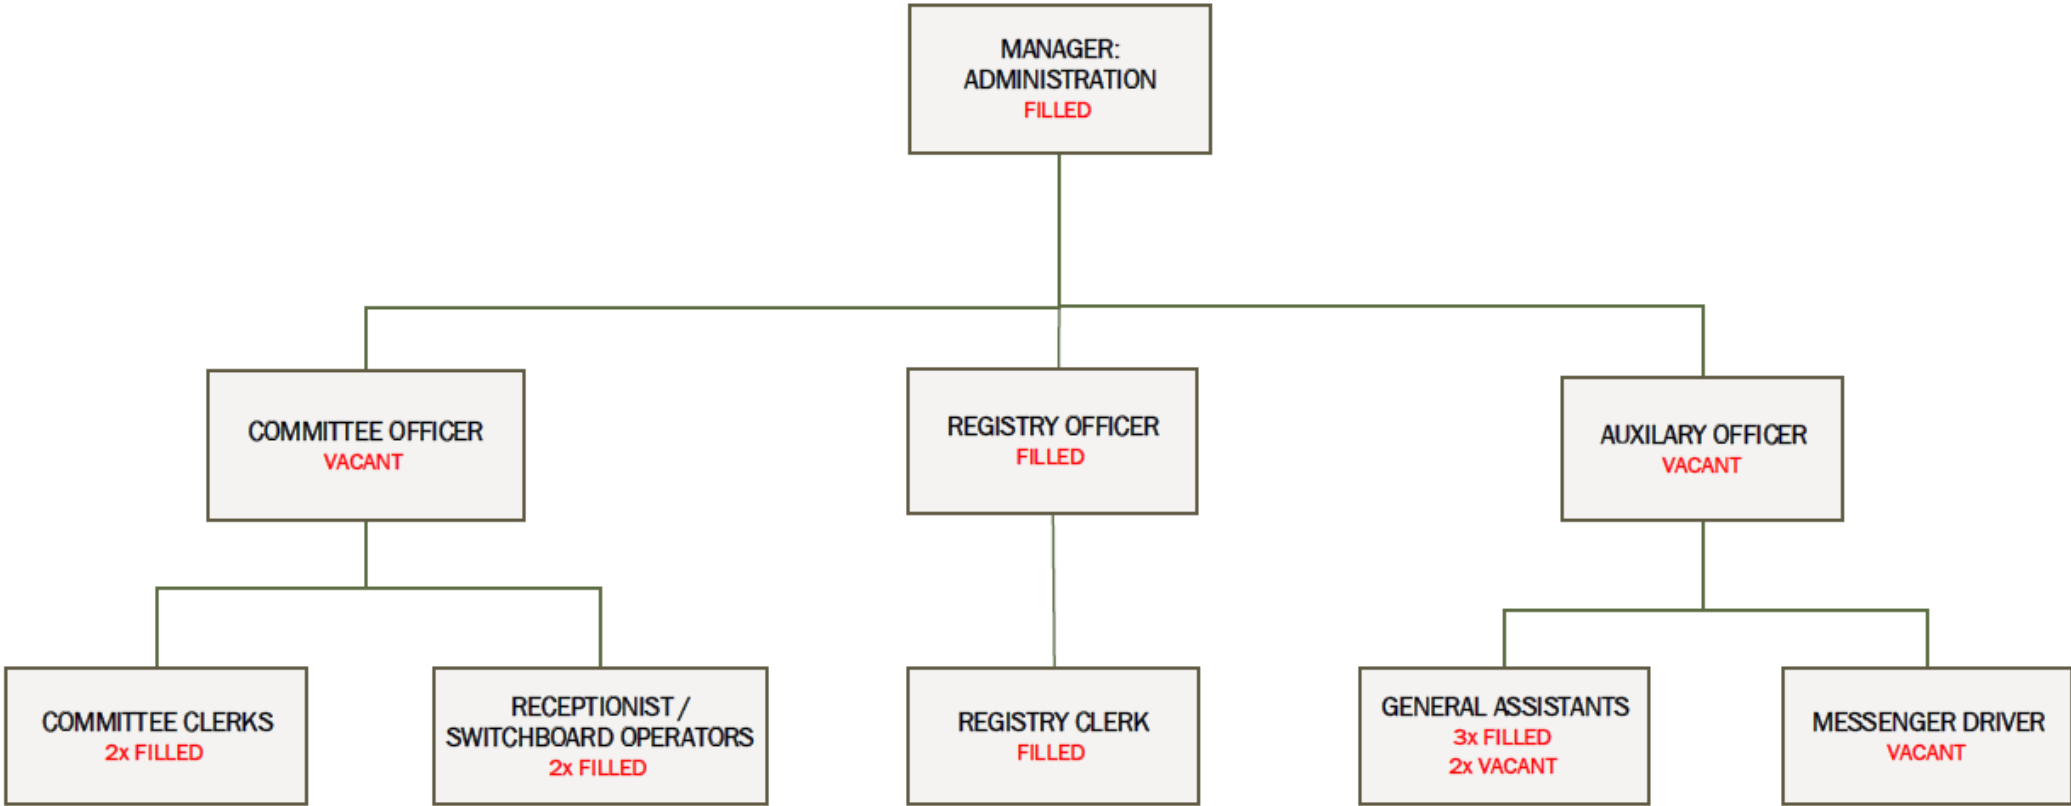 MANAGER:
ADMINISTRATION
FILLED
COMMITTEE OFFICER
VACANT
REGISTRY OFFICER
FILLED
AUXILARY OFFICER
VACANT
COMMITTEE CLERKS
2x FILLED
RECEPTIONIST /
SWITCHBOARD OPERATORS
2x FILLED
REGISTRY CLERK
FILLED
GENERAL ASSISTANTS
3x FILLED
2x VACANT
MESSENGER DRIVER
VACANT